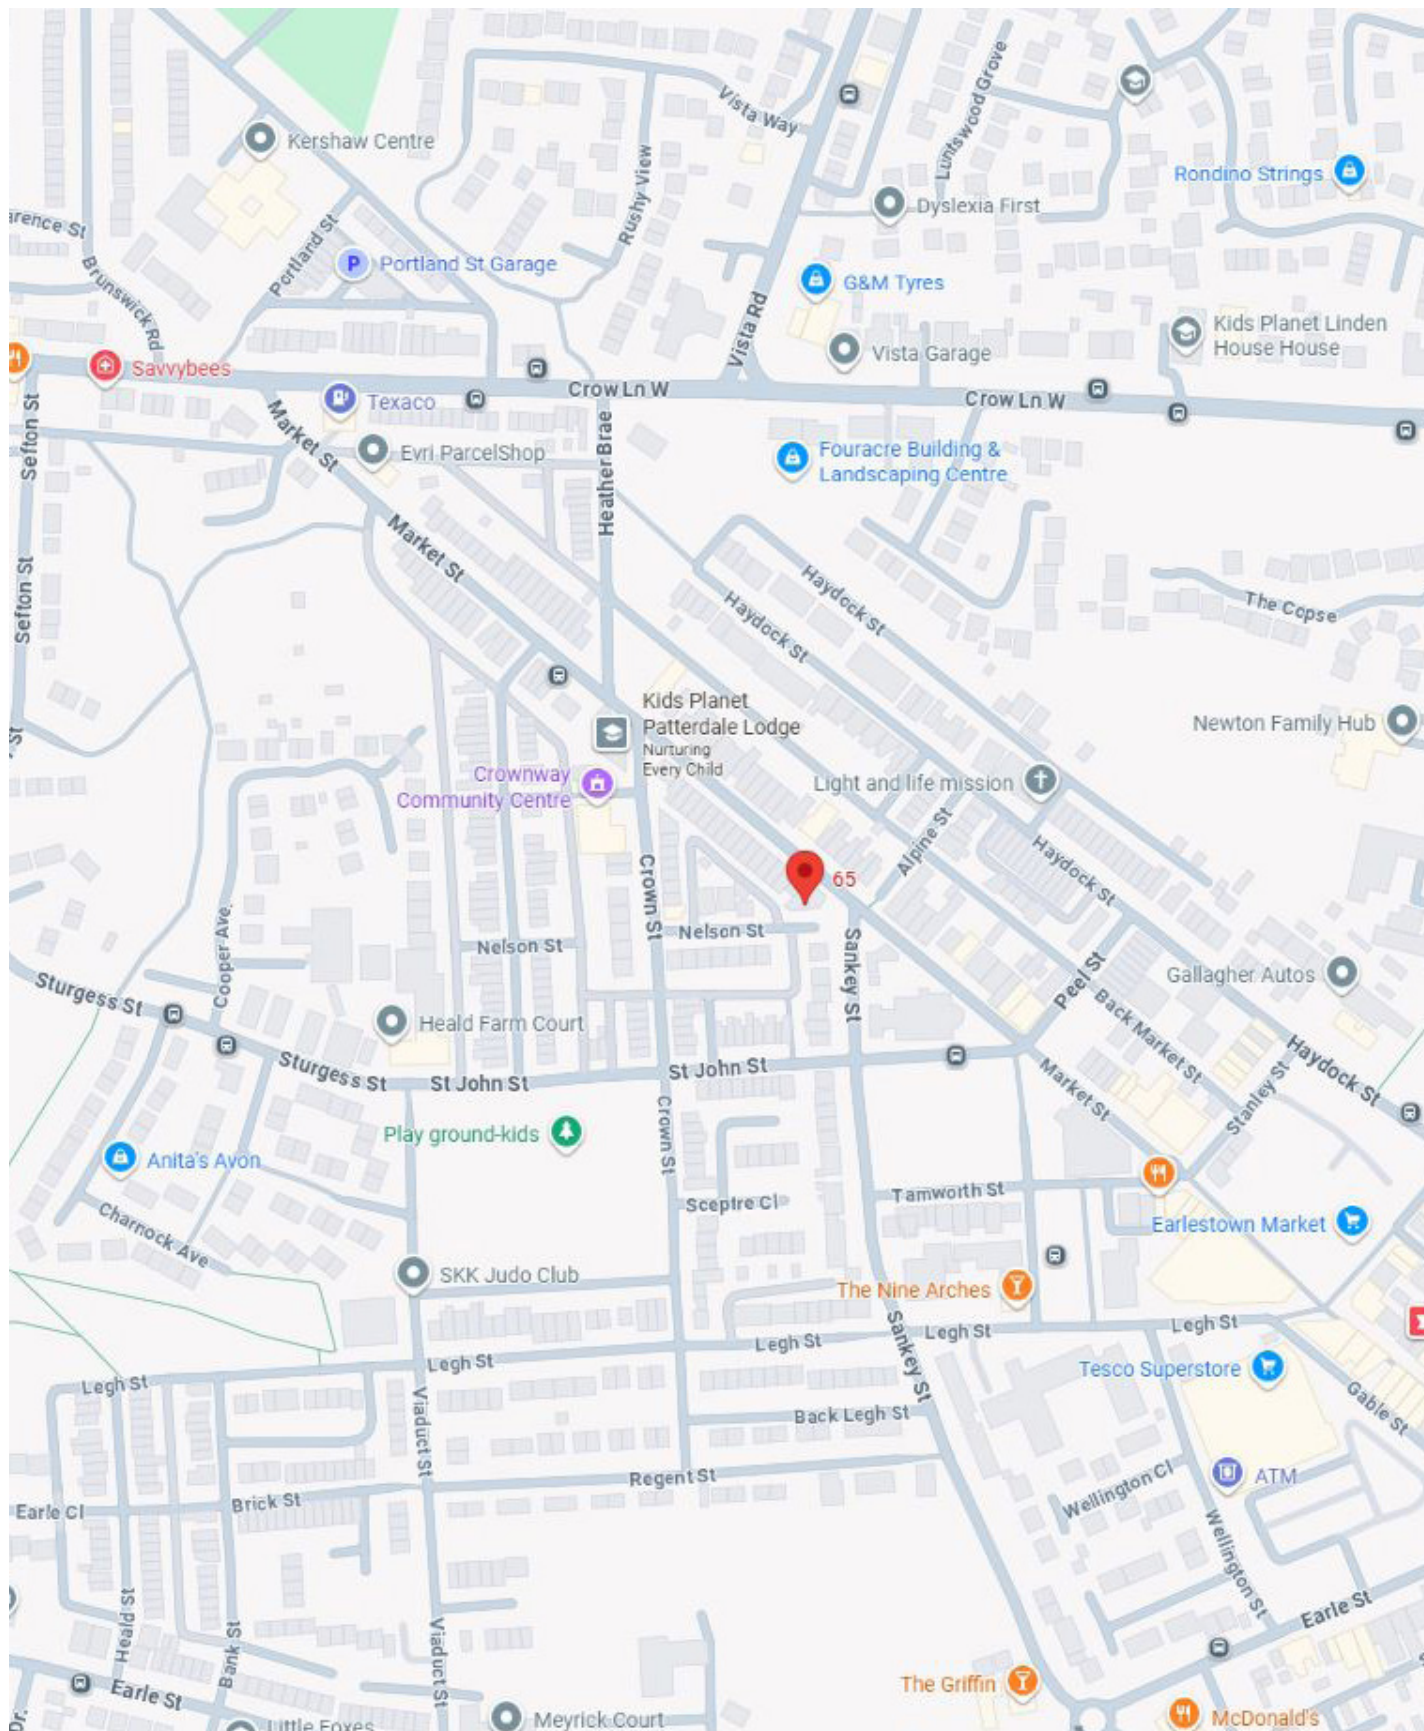 Vista Way
Luntswood Grove
Kershaw Centre
Rushy View
Rondino Strings
Dyslexia First
arence St
Portland St
P
Portland St Garage
Brunswick Rd
G&M Tyres
Vista Rd
Kids Planet Linden
House House
Vista Garage
Savvybees
Crow Ln W
Crow Ln W
Texaco
Market St
Sefton St
Evri ParcelShop
Heather Brae
Fouracre Building &
Landscaping Centre
Market St
Sefton St
Haydock St
The Copse
Haydock St
Kids Planet
Patterdale Lodge
Nurturing
Every Child
Newton Family Hub
St
Crownway
Community Centre
Light and life mission
Alpine St
Haydock St
65
Crown St
Nelson St
Nelson St
Sankey St
Cooper Ave
Peel St
Gallagher Autos
Sturgess St
Back Market St
Heald Farm Court
Haydock St
Sturgess St
St John St
St John St
Market St
Stanley St
Play ground-kids
Crown St
Anita's Avon
Tamworth St
Sceptre Cl
Earlestown Market
Charnock Ave
SKK Judo Club
The Nine Arches
Sankey St
Legh St
Legh St
Legh St
Legh St
Legh St
Tesco Superstore
Gable St
Viaduct St
Back Legh St
Regent St
ATM
Wellington Cl
Brick St
Earle Cl
Wellington St
Heald St
Bank St
Viaduct St
Earle St
Earle St
The Griffin
Dr.
Little Foxes
Meyrick Court
McDonald's